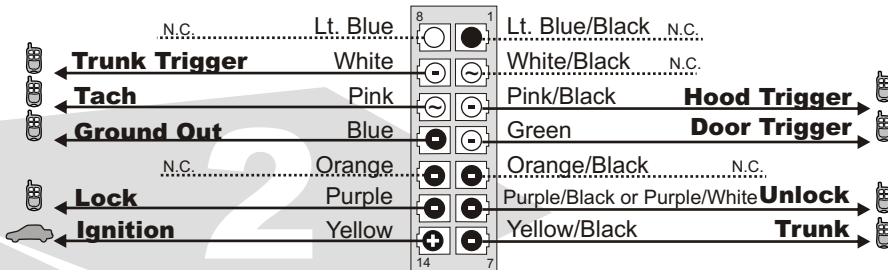 8 1
N.C. Lt. Blue Lt. Blue/Black N.C.
Trunk Trigger White White/Black N.C.
Tach Pink Pink/Black Hood Trigger
Ground Out Blue Green Door Trigger
N.C. Orange Orange/Black N.C.
Lock Purple Purple/Black or Purple/White Unlock
Ignition Yellow Yellow/Black Trunk
14 7
2